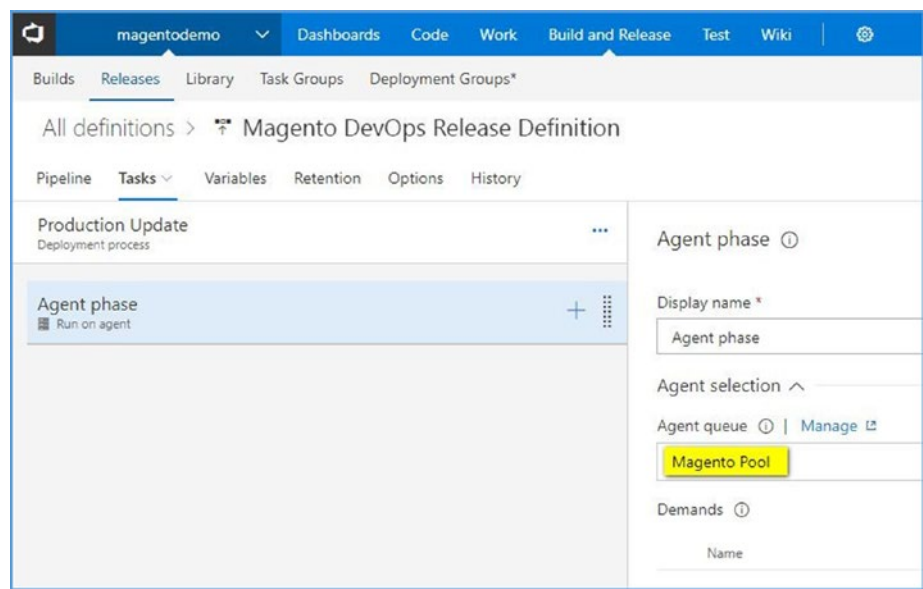 magentodemo Dashboards Code Work Build and Release Test Wiki
Builds Releases Library Task Groups Deployment Groups*
All definitions > Magento DevOps Release Definition
Pipeline Tasks Variables Retention Options History
Production Update
Deployment process
Agent phase
Run on agent
Agent phase
Display name *
Agent phase
Agent selection
Agent queue | Manage
Magento Pool
Demands
Name